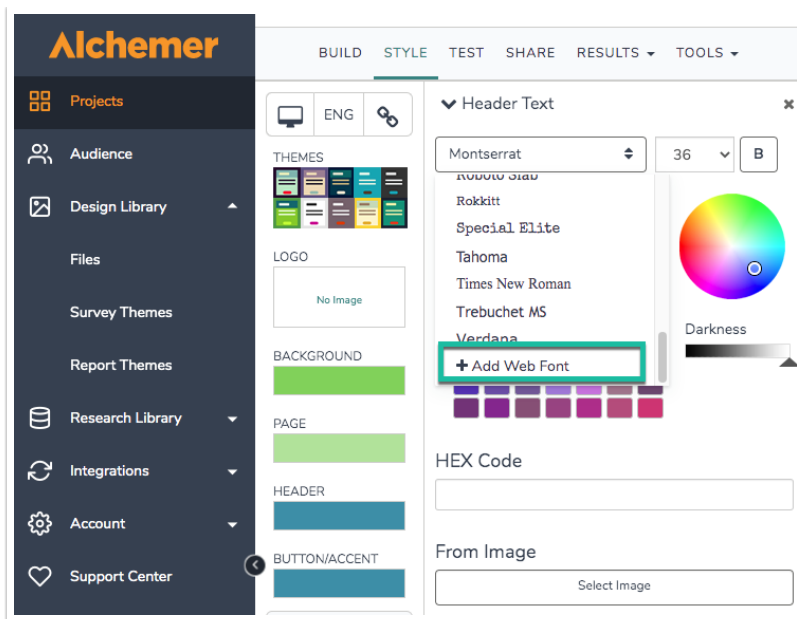 Alchemer
BUILD STYLE TEST SHARE RESULTS TOOLS
Projects
Audience
Design Library
Files
Survey Themes
Report Themes
Research Library
Integrations
Account
Support Center
ENG
THEMES
LOGO
No Image
BACKGROUND
PAGE
HEADER
BUTTON/ACCENT
Header Text
Montserrat 36 B
Roboto Slab
Rokkitt
Special Elite
Tahoma
Times New Roman
Trebuchet MS
Verdana
+ Add Web Font
Darkness
HEX Code
From Image
Select Image